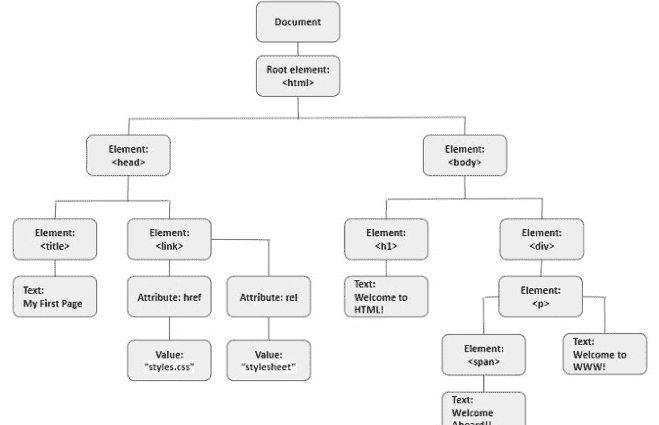 Document
Root element:
<html>
Element:
<head>
Element:
<body>
Element:
<title>
Element:
<link>
Element:
<h1>
Element:
<div>
Text:
My First Page
Attribute: href
Attribute: rel
Text:
Welcome to
HTML!
Element:
<p>
Value:
"styles.css"
Value:
"stylesheet"
Element:
<span>
Text:
Welcome to
WWW!
Text:
Welcome
Aboard!!